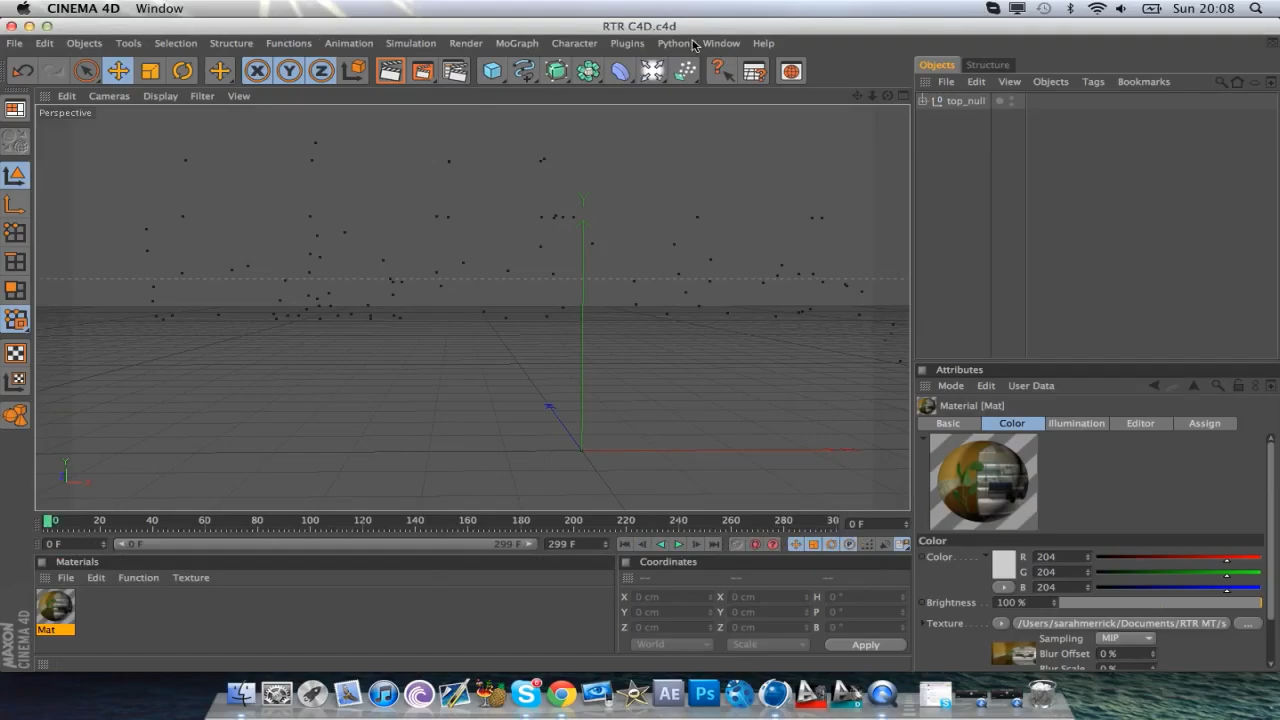 CINEMA 4D Window Sun 20:08
RTR C4D.c4d
File Edit Objects Tools Selection Structure Functions Animation Simulation Render MoGraph Character Plugins Python Window Help
Objects Structure
File Edit View Objects Tags Bookmarks
top_null
Edit Cameras Display Filter View
Perspective
Y
Y
0 20 40 60 80 100 120 140 160 180 200 220 240 260 280 30 0 F
0 F 0 F 299 F 299 F
Materials
File Edit Function Texture
Mat
Coordinates
-- -- --
X 0 cm X 0 cm H 0 °
Y 0 cm Y 0 cm P 0 °
Z 0 cm Z 0 cm B 0 °
World Scale Apply
Attributes
Mode Edit User Data
Material [Mat]
Basic Color Illumination Editor Assign
Color
Color R 204
G 204
B 204
Brightness 100 %
Texture /Users/sarahmerrick/Documents/RTR MT/s ...
Sampling MIP
Blur Offset 0 %
Blur Scale 0 %
MAXON
CINEMA 4D
AE Ps